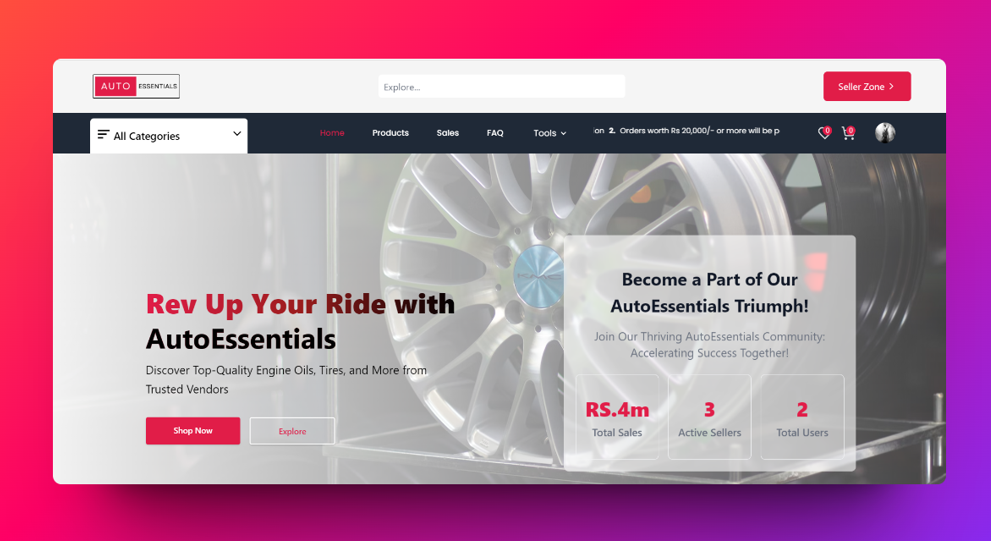 AUTO ESSENTIALS
Explore...
Seller Zone
All Categories
Home
Products
Sales
FAQ
Tools
ion 2. Orders worth Rs 20,000/- or more will be p
0
0
Rev Up Your Ride with
AutoEssentials
Discover Top-Quality Engine Oils, Tires, and More from
Trusted Vendors
Shop Now
Explore
Become a Part of Our
AutoEssentials Triumph!
Join Our Thriving AutoEssentials Community:
Accelerating Success Together!
RS.4m
Total Sales
3
Active Sellers
2
Total Users